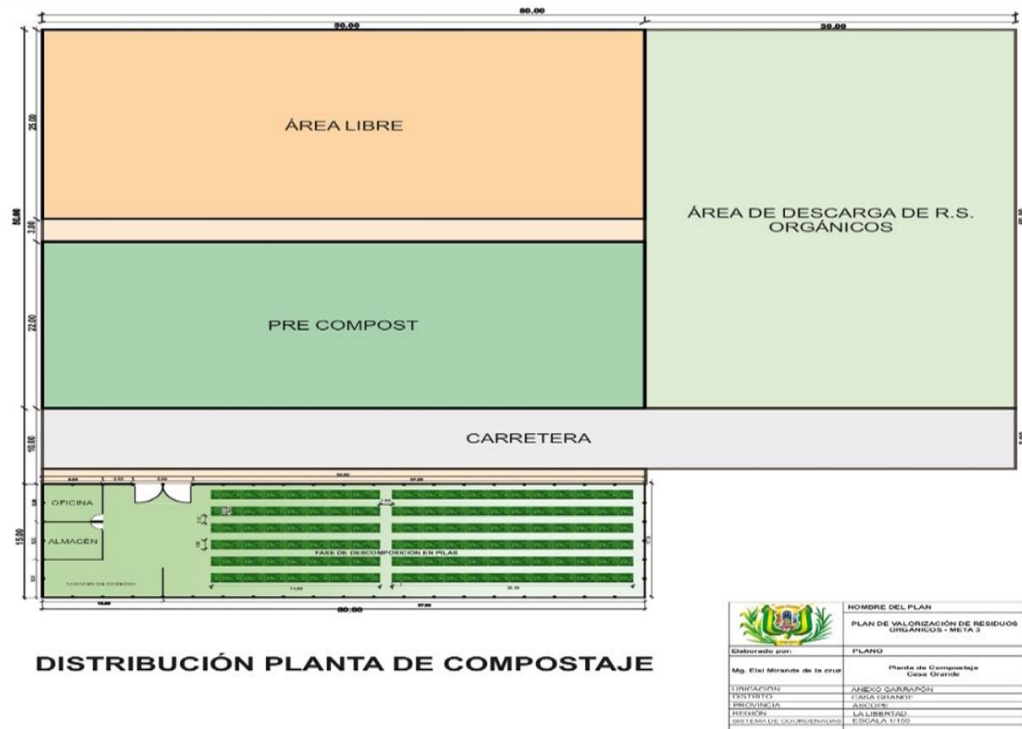 80.00
50.00
30.00
25.00
ÁREA LIBRE
ÁREA DE DESCARGA DE R.S.
ORGÁNICOS
3.00
PRE COMPOST
22.00
CARRETERA
10.00
OFICINA
ALMACÉN
FASE DE DESCOMPOSICIÓN EN PILAS
15.00
50.00
DISTRIBUCIÓN PLANTA DE COMPOSTAJE
NOMBRE DEL PLAN
PLAN DE VALORIZACIÓN DE RESIDUOS
ORGÁNICOS - META 3
Elaborado por:
PLANO
Mg. Elsi Miranda de la cruz
Planta de Compostaje
Casa Grande
UBICACIÓN
ANEXO GARRAPÓN
DISTRITO
CASA GRANDE
PROVINCIA
ASCOPE
REGIÓN
LA LIBERTAD
SISTEMA DE COORDENADAS
ESCALA 1/150